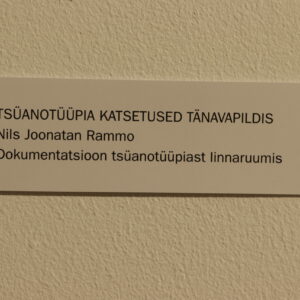 TSÜANOTÜÜPIA KATSETUSED TÄNAVAPILDIS
Nils Joonatan Rammo
Dokumentatsioon tsüanotüüpiast linnaruumis